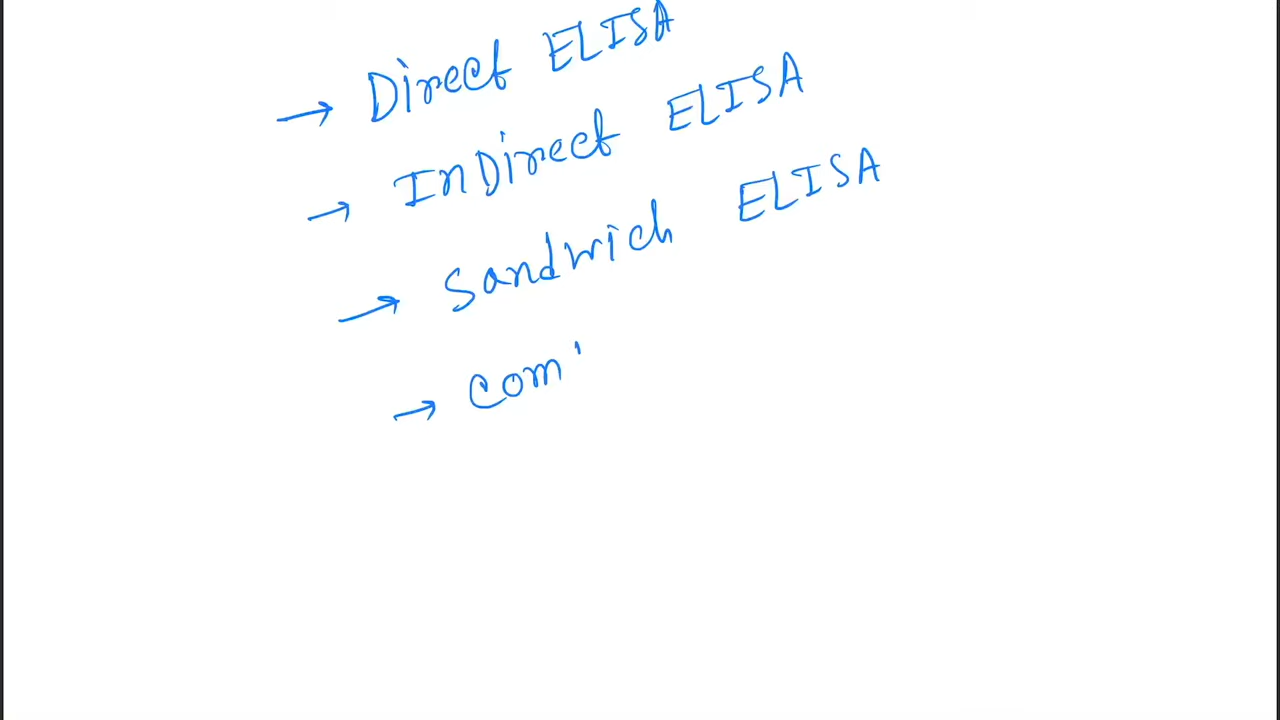 → Direct ELISA
→ InDirect ELISA
→ Sandwich ELISA
→ Com